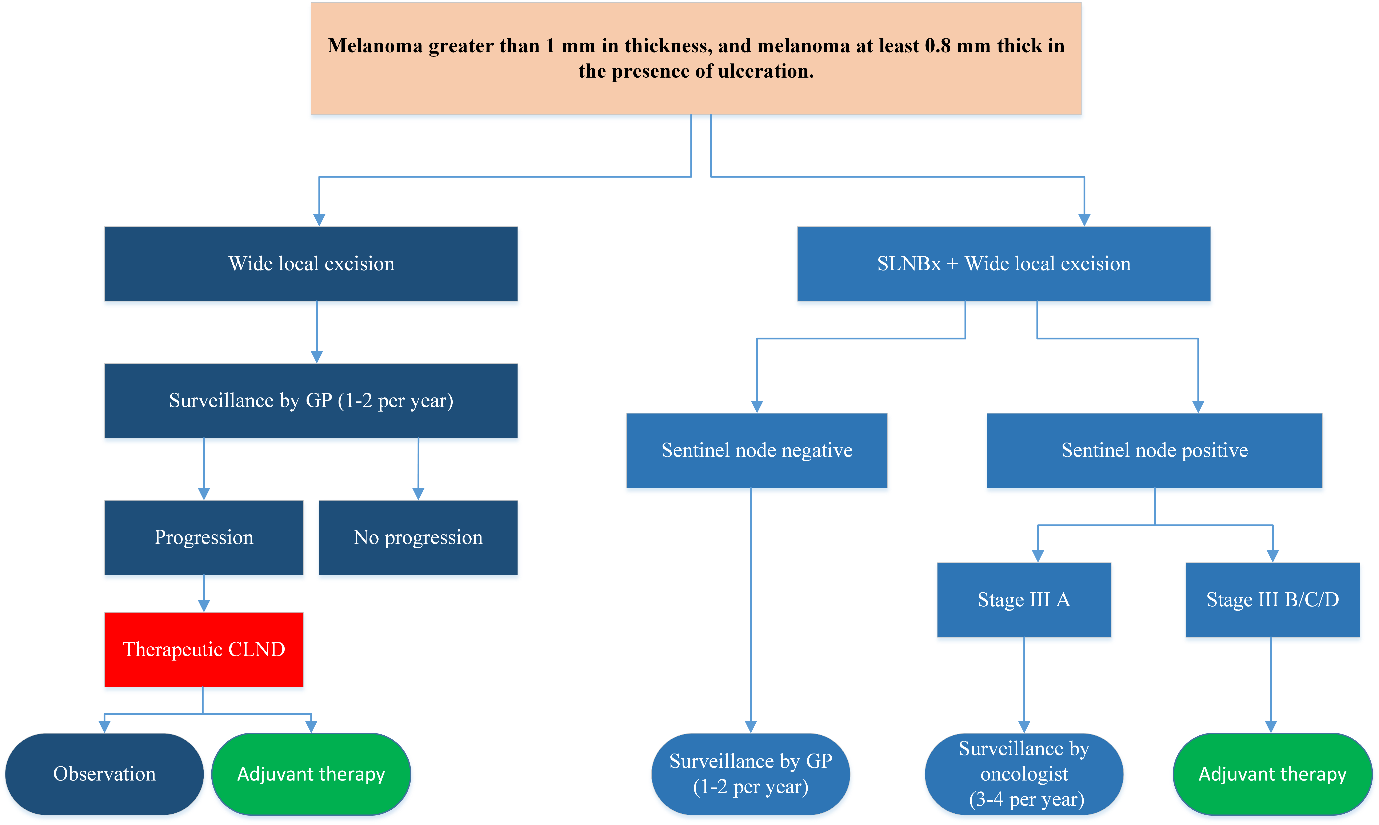 Melanoma greater than 1 mm in thickness, and melanoma at least 0.8 mm thick in
the presence of ulceration.
Wide local excision
SLNBx + Wide local excision
Surveillance by GP (1-2 per year)
Sentinel node negative
Sentinel node positive
Progression
No progression
Stage III A
Stage III B/C/D
Therapeutic CLND
Observation
Adjuvant therapy
Surveillance by GP
(1-2 per year)
Surveillance by
oncologist
(3-4 per year)
Adjuvant therapy